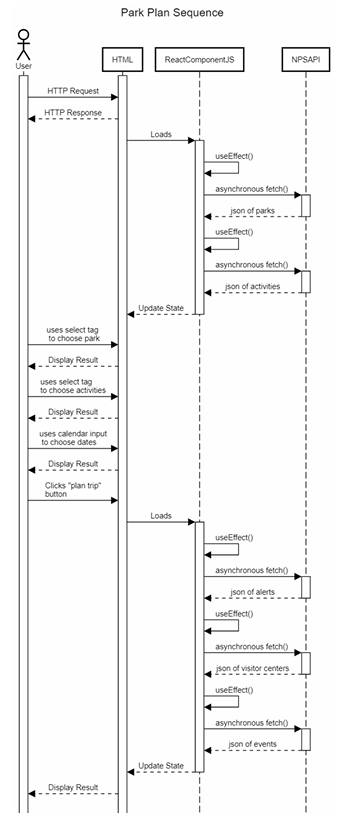 Park Plan Sequence
User
HTML
ReactComponentJS
NPSAPI
HTTP Request
HTTP Response
Loads
useEffect()
asynchronous fetch()
json of parks
useEffect()
asynchronous fetch()
json of activities
Update State
uses select tag
to choose park
Display Result
uses select tag
to choose activities
Display Result
uses calendar input
to choose dates
Display Result
Clicks "plan trip"
button
Loads
useEffect()
asynchronous fetch()
json of alerts
useEffect()
asynchronous fetch()
json of visitor centers
useEffect()
asynchronous fetch()
json of events
Update State
Display Result